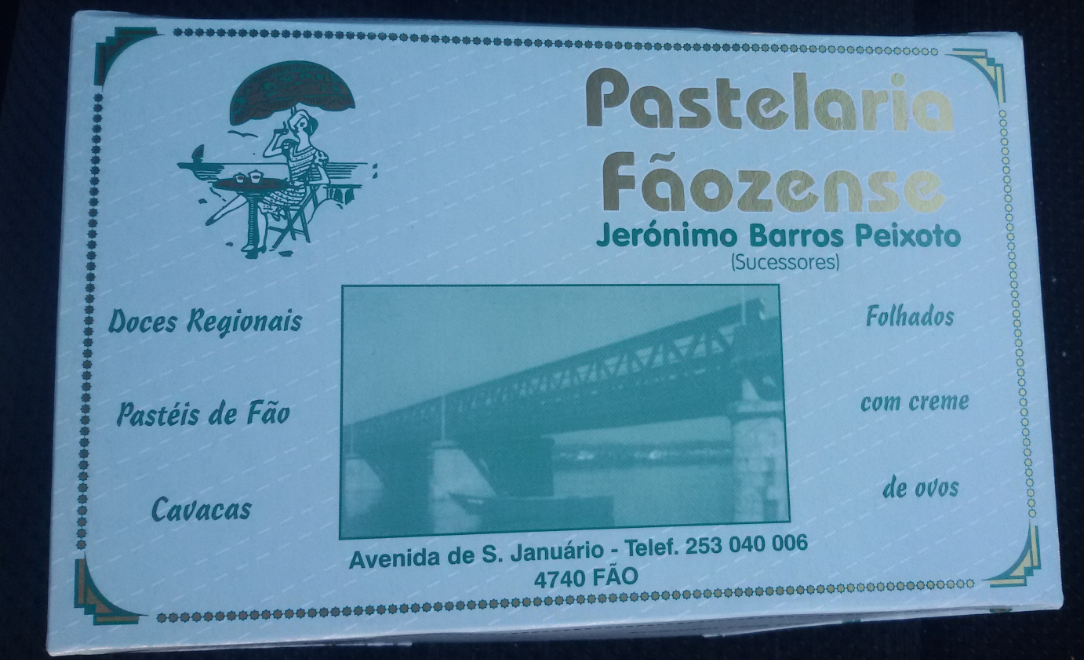 Pastelaria
Fãozense
Jerónimo Barros Peixoto
(Sucessores)
Doces Regionais
Pastéis de Fão
Cavacas
Folhados
com creme
de ovos
Avenida de S. Januário - Telef. 253 040 006
4740 FÃO